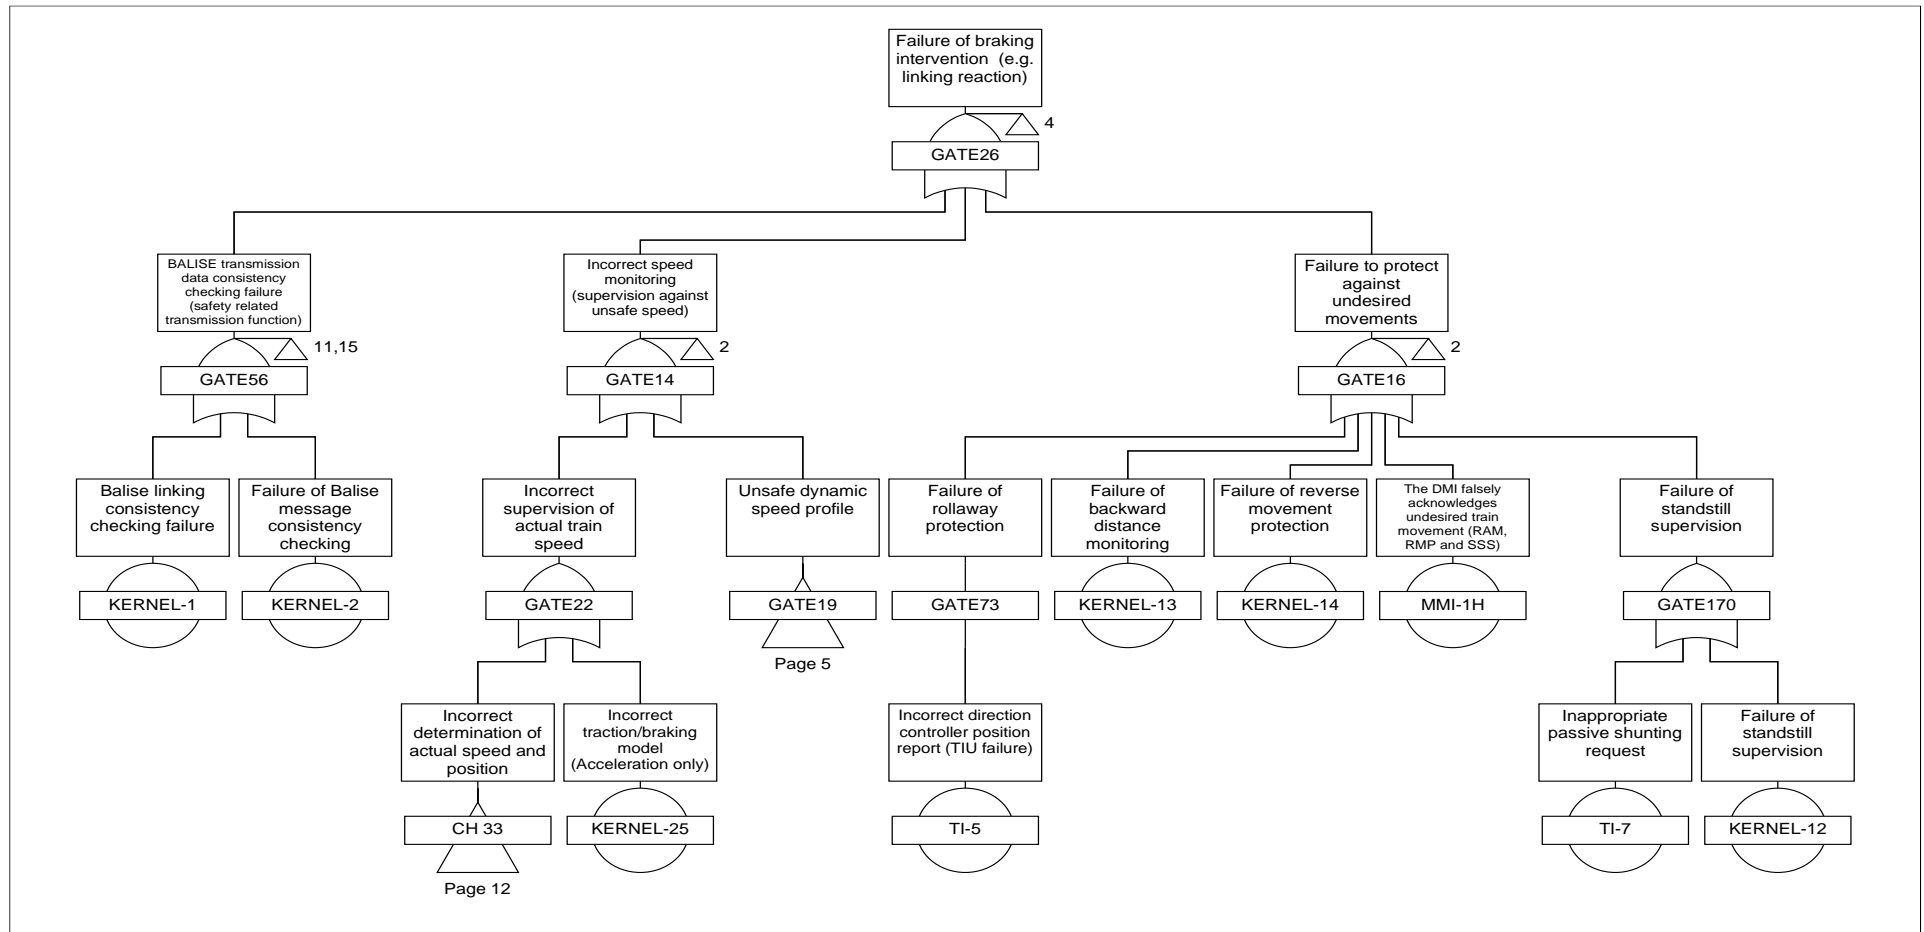 Failure of braking
intervention (e.g.
linking reaction)
4
GATE26
BALISE transmission
data consistency
checking failure
(safety related
transmission function)
11,15
GATE56
Incorrect speed
monitoring
(supervision against
unsafe speed)
2
GATE14
Failure to protect
against
undesired
movements
2
GATE16
Balise linking
consistency
checking failure
KERNEL-1
Failure of Balise
message
consistency
checking
KERNEL-2
Incorrect
supervision of
actual train
speed
GATE22
Unsafe dynamic
speed profile
GATE19
Page 5
Failure of
rollaway
protection
GATE73
Failure of
backward
distance
monitoring
KERNEL-13
Failure of reverse
movement
protection
KERNEL-14
The DMI falsely
acknowledges
undesired train
movement (RAM,
RMP and SSS)
MMI-1H
Failure of
standstill
supervision
GATE170
Incorrect
determination of
actual speed and
position
CH 33
Page 12
Incorrect
traction/braking
model
(Acceleration only)
KERNEL-25
Incorrect direction
controller position
report (TIU failure)
TI-5
Inappropriate
passive shunting
request
TI-7
Failure of
standstill
supervision
KERNEL-12